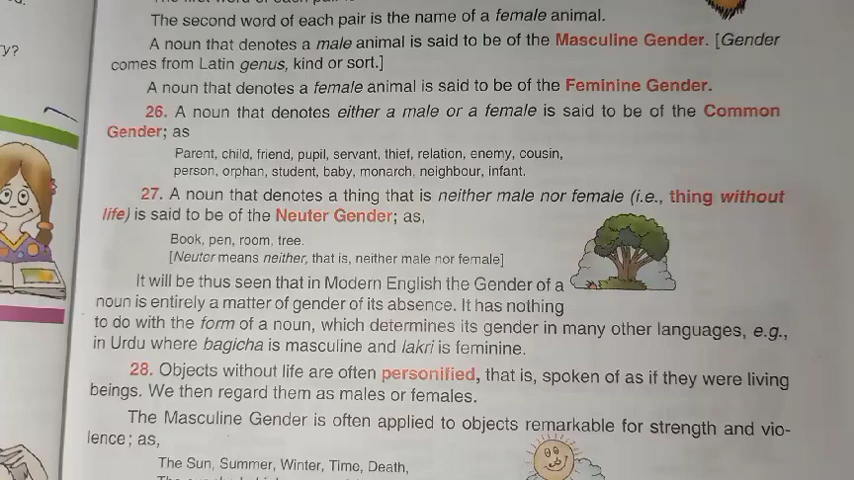 y?
The second word of each pair is the name of a female animal.
A noun that denotes a male animal is said to be of the Masculine Gender. [Gender
comes from Latin genus, kind or sort.]
A noun that denotes a female animal is said to be of the Feminine Gender.
26. A noun that denotes either a male or a female is said to be of the Common
Gender; as
Parent, child, friend, pupil, servant, thief, relation, enemy, cousin,
person, orphan, student, baby, monarch, neighbour, infant.
27. A noun that denotes a thing that is neither male nor female (i.e., thing without
life) is said to be of the Neuter Gender; as,
Book, pen, room, tree.
[Neuter means neither, that is, neither male nor female]
It will be thus seen that in Modern English the Gender of a
noun is entirely a matter of gender of its absence. It has nothing
to do with the form of a noun, which determines its gender in many other languages, e.g.,
in Urdu where bagicha is masculine and lakri is feminine.
28. Objects without life are often personified, that is, spoken of as if they were living
beings. We then regard them as males or females.
The Masculine Gender is often applied to objects remarkable for strength and vio-
lence; as,
The Sun, Summer, Winter, Time, Death,